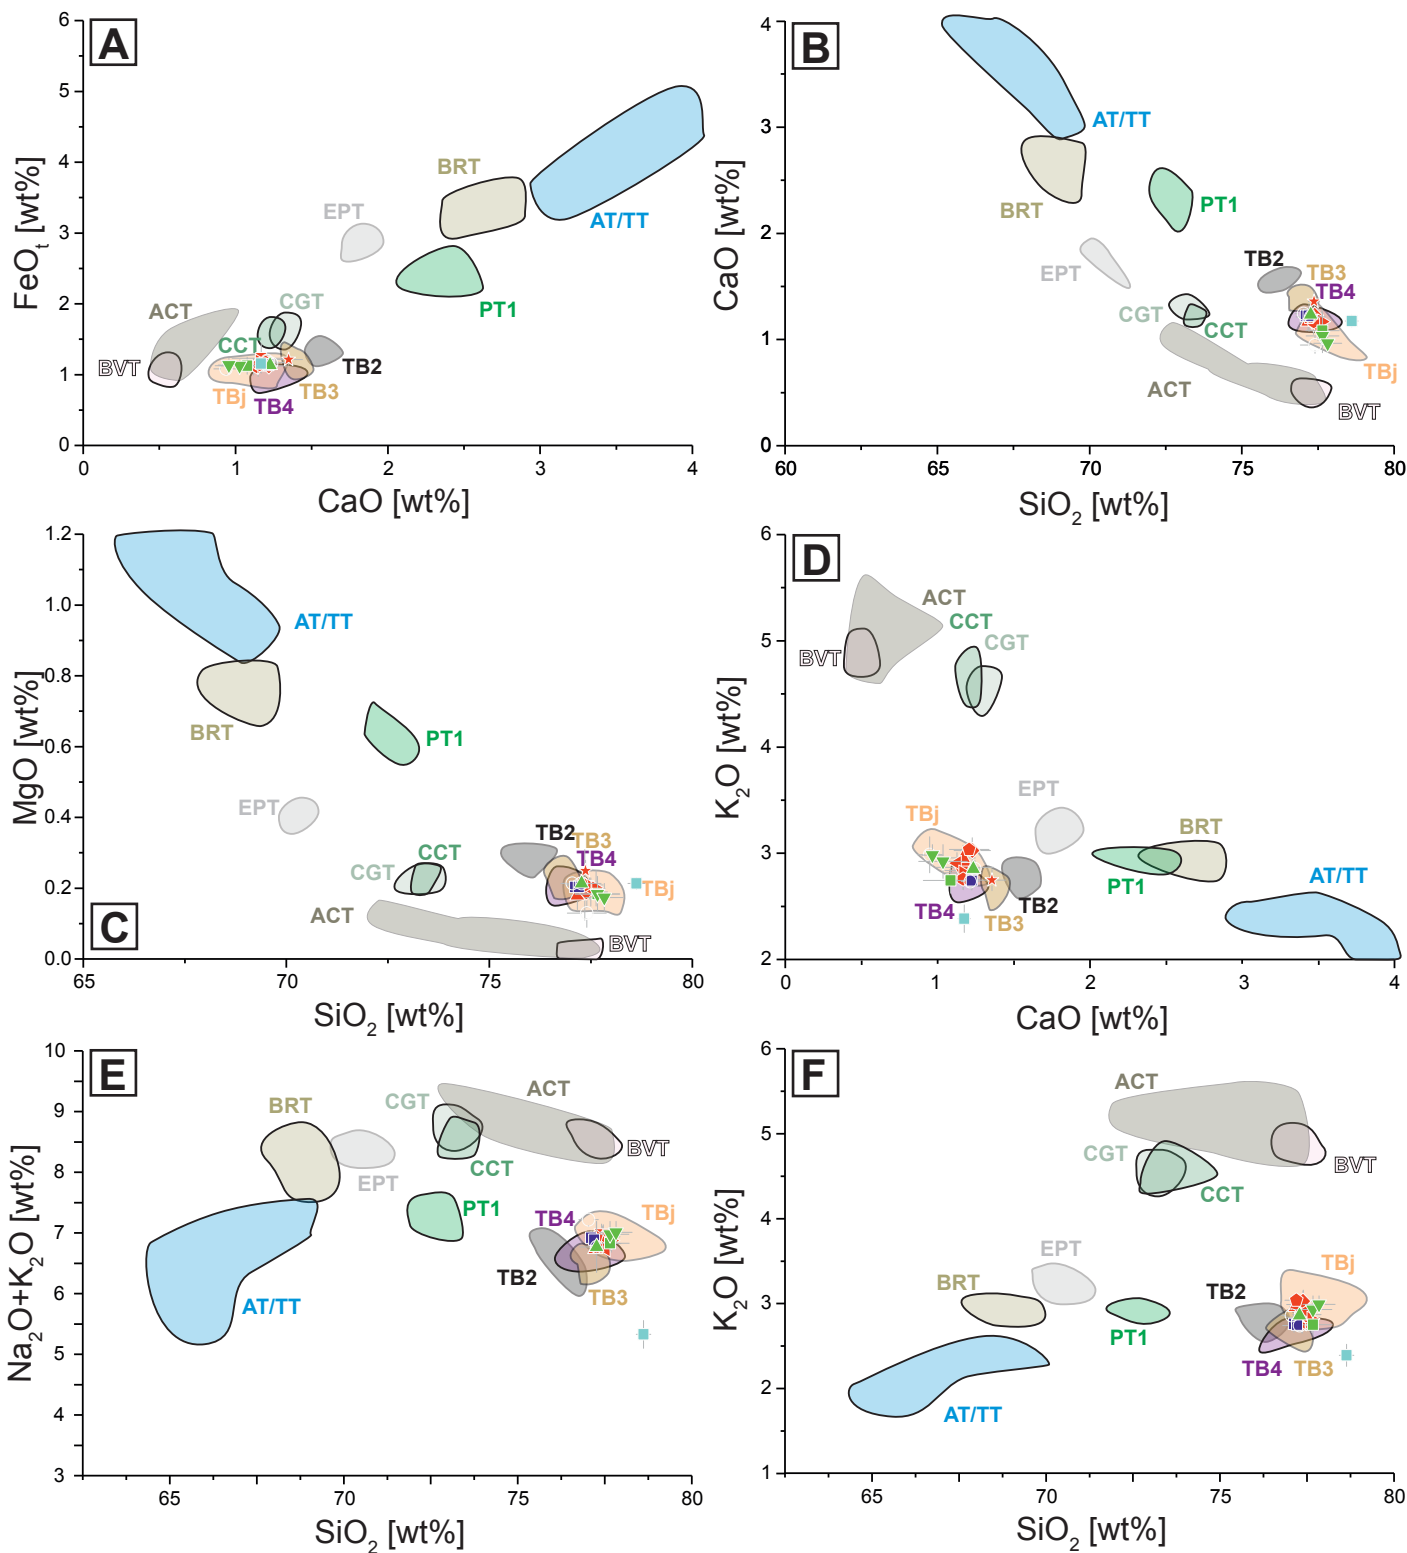 A
6
5
4
3
2
1
0
0
1
2
3
4
FeOt [wt%]
CaO [wt%]
BRT
EPT
AT/TT
PT1
CGT
ACT
CCT
BVT
TB2
TBj
TB3
TB4
B
4
3
2
1
0
60
65
70
75
80
CaO [wt%]
SiO2 [wt%]
AT/TT
BRT
PT1
EPT
TB2
TB3
TB4
CGT
CCT
TBj
ACT
BVT
C
1.2
1.0
0.8
0.6
0.4
0.2
0.0
65
70
75
80
MgO [wt%]
SiO2 [wt%]
AT/TT
BRT
PT1
EPT
TB2
TB3
CCT
TB4
CGT
TBj
ACT
BVT
D
6
5
4
3
2
0
1
2
3
4
K2O [wt%]
CaO [wt%]
ACT
CCT
CGT
BVT
EPT
TBj
BRT
PT1
AT/TT
TB4
TB2
TB3
E
10
9
8
7
6
5
4
3
65
70
75
80
Na2O+K2O [wt%]
SiO2 [wt%]
ACT
CGT
BRT
BVT
CCT
EPT
PT1
TB4
TBj
TB2
TB3
AT/TT
F
6
5
4
3
2
1
65
70
75
80
K2O [wt%]
SiO2 [wt%]
ACT
CGT
BVT
CCT
EPT
TBj
BRT
TB2
PT1
TB4
TB3
AT/TT